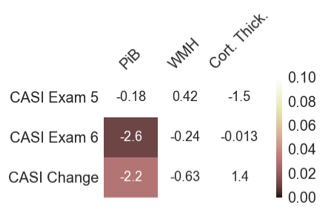 PiB WMH Cort. Thick.
CASI Exam 5 -0.18 0.42 -1.5
CASI Exam 6 -2.6 -0.24 -0.013
CASI Change -2.2 -0.63 1.4
0.10
0.08
0.06
0.04
0.02
0.00